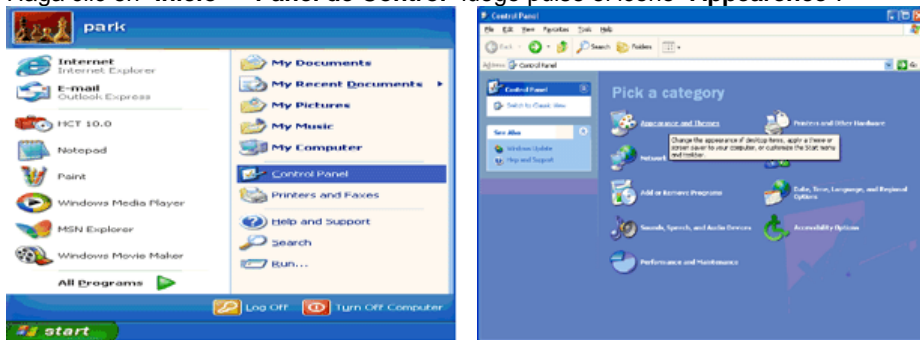 Haga clic en "Inicio" – "Panel de Control" luego pulse el icono "Appearence".
park
Internet
Internet Explorer
E-mail
Outlook Express
HCT 10.0
Notepad
Paint
Windows Media Player
MSN Explorer
Windows Movie Maker
All Programs
My Documents
My Recent Documents
My Pictures
My Music
My Computer
Control Panel
Printers and Faxes
Help and Support
Search
Run...
Log Off
Turn Off Computer
start
Control Panel
File Edit View Favorites Tools Help
Back
Search
Folders
Address
Control Panel
Go
Control Panel
Switch to Classic View
See Also
Windows Update
Help and Support
Pick a category
Appearance and Themes
Printers and Other Hardware
Change the appearance of desktop items, apply a theme or
screen saver to your computer, or customize the Start menu
and taskbar.
Network
Add or Remove Programs
Date, Time, Language, and Regional
Options
Sounds, Speech, and Audio Devices
Accessibility Options
Performance and Maintenance